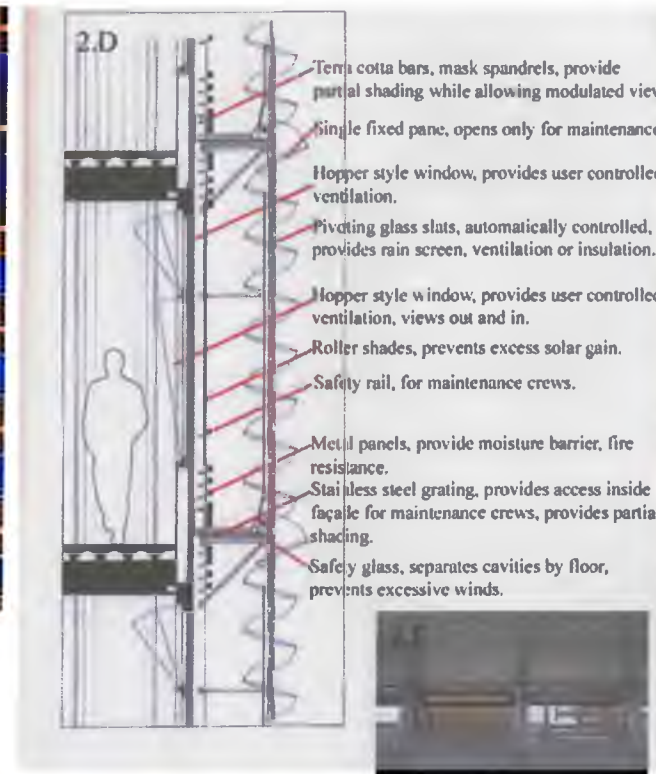 2.D
Terra cotta bars, mask spandrels, provide
partial shading while allowing modulated view
Single fixed pane, opens only for maintenance
Hopper style window, provides user controlled
ventilation.
Pivoting glass slats, automatically controlled,
provides rain screen, ventilation or insulation.
Hopper style window, provides user controlled
ventilation, views out and in.
Roller shades, prevents excess solar gain.
Safety rail, for maintenance crews.
Metal panels, provide moisture barrier, fire
resistance.
Stainless steel grating, provides access inside
façade for maintenance crews, provides partia
shading.
Safety glass, separates cavities by floor,
prevents excessive winds.